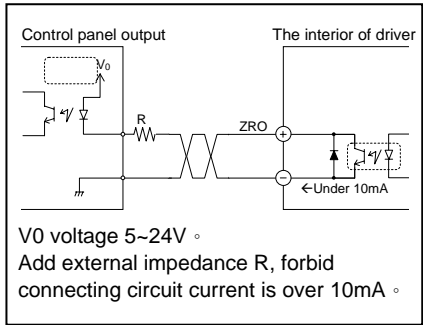 Control panel output
The interior of driver
V0
R
ZRO
+
−
←Under 10mA
V0 voltage 5~24V。
Add external impedance R, forbid
connecting circuit current is over 10mA。